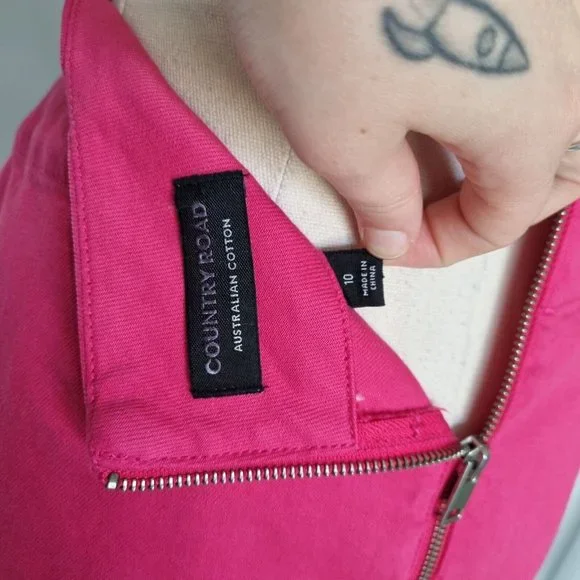 COUNTRY ROAD
AUSTRALIAN COTTON
10
MADE IN
CHINA